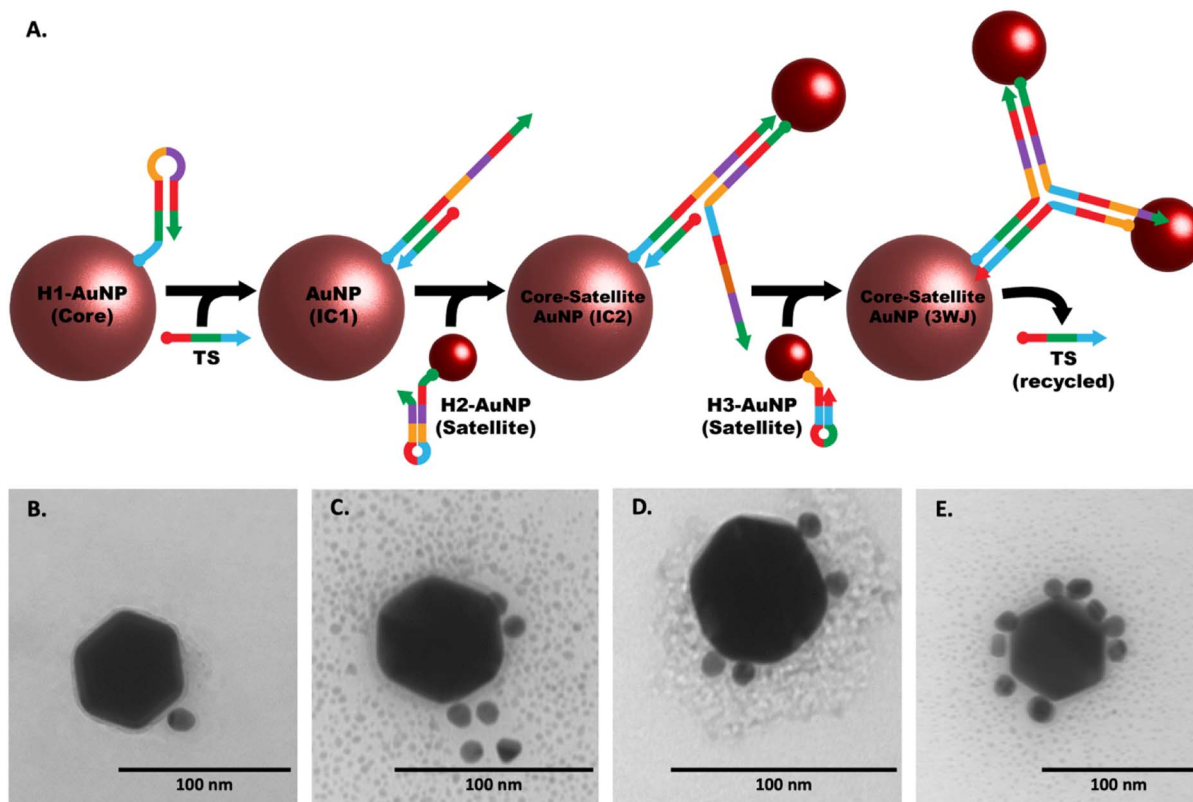 A.
H1-AuNP
(Core)
TS
AuNP
(IC1)
H2-AuNP
(Satellite)
Core-Satellite
AuNP (IC2)
H3-AuNP
(Satellite)
Core-Satellite
AuNP (3WJ)
TS
(recycled)
B.
100 nm
C.
100 nm
D.
100 nm
E.
100 nm